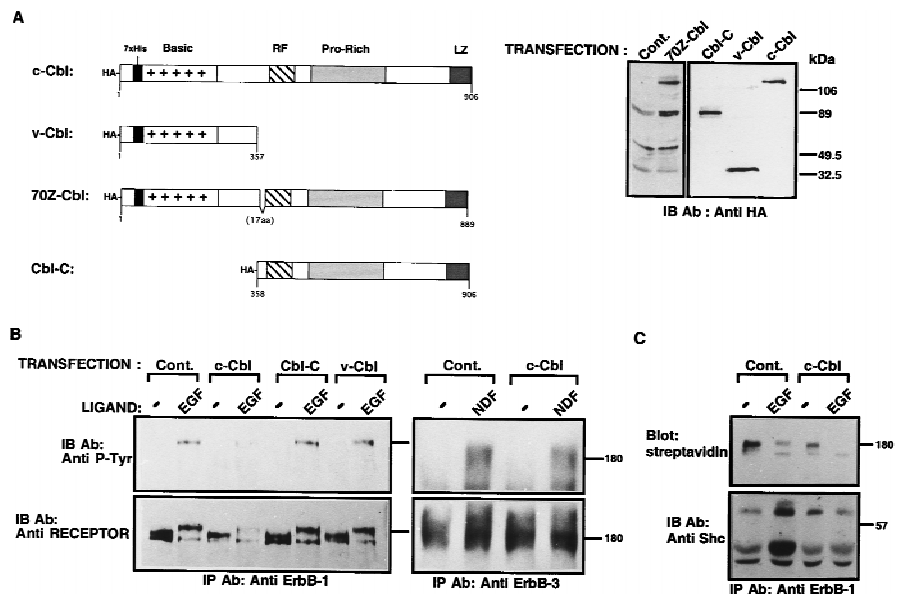 A
7xHis Basic RF Pro-Rich LZ
c-Cbl: HA + + + + +
1 906
v-Cbl: HA + + + + +
1 357
70Z-Cbl: HA + + + + +
1 (17aa) 889
Cbl-C: HA
358 906
TRANSFECTION : Cont. 70Z-Cbl Cbl-C v-Cbl c-Cbl kDa
106
89
49.5
32.5
IB Ab : Anti HA
B
TRANSFECTION : Cont. c-Cbl Cbl-C v-Cbl Cont. c-Cbl
LIGAND: - EGF - EGF - EGF - EGF - NDF - NDF
IB Ab:
Anti P-Tyr
180
IB Ab:
Anti RECEPTOR
180
IP Ab: Anti ErbB-1 IP Ab: Anti ErbB-3
C
Cont. c-Cbl
- EGF - EGF
Blot:
streptavidin
180
IB Ab:
Anti Shc
57
IP Ab: Anti ErbB-1